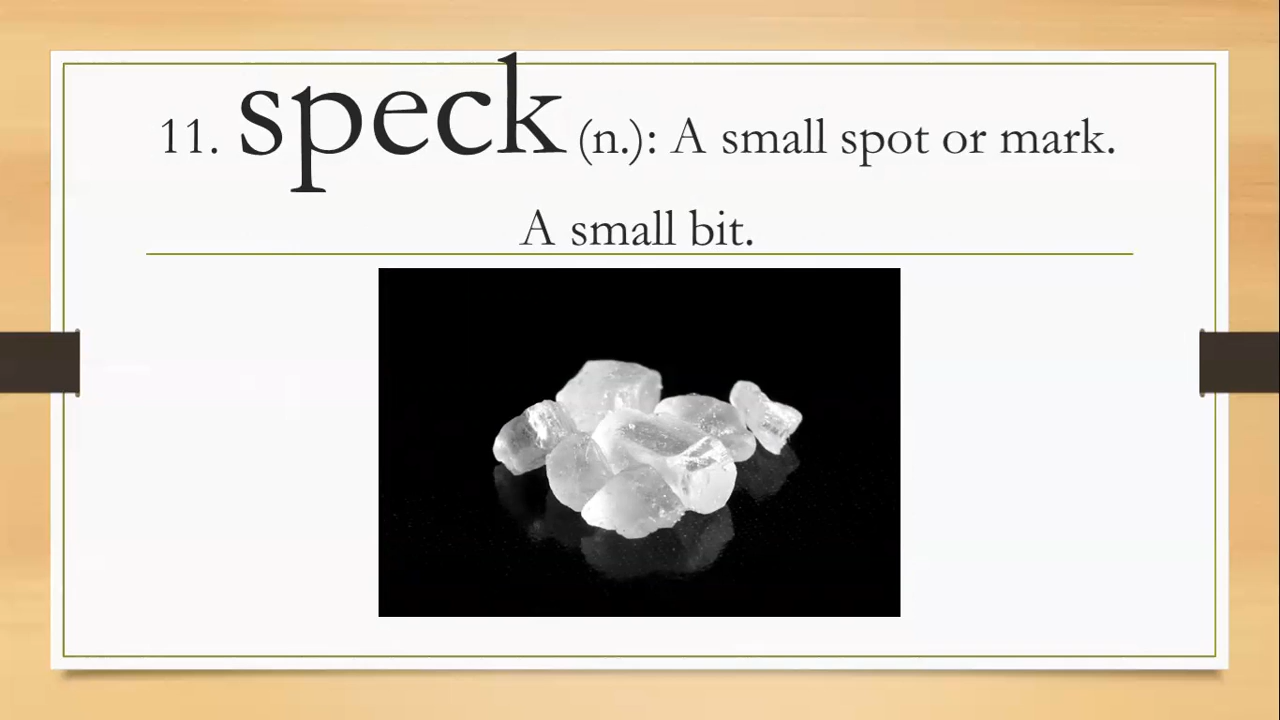 11. speck (n.): A small spot or mark.
A small bit.